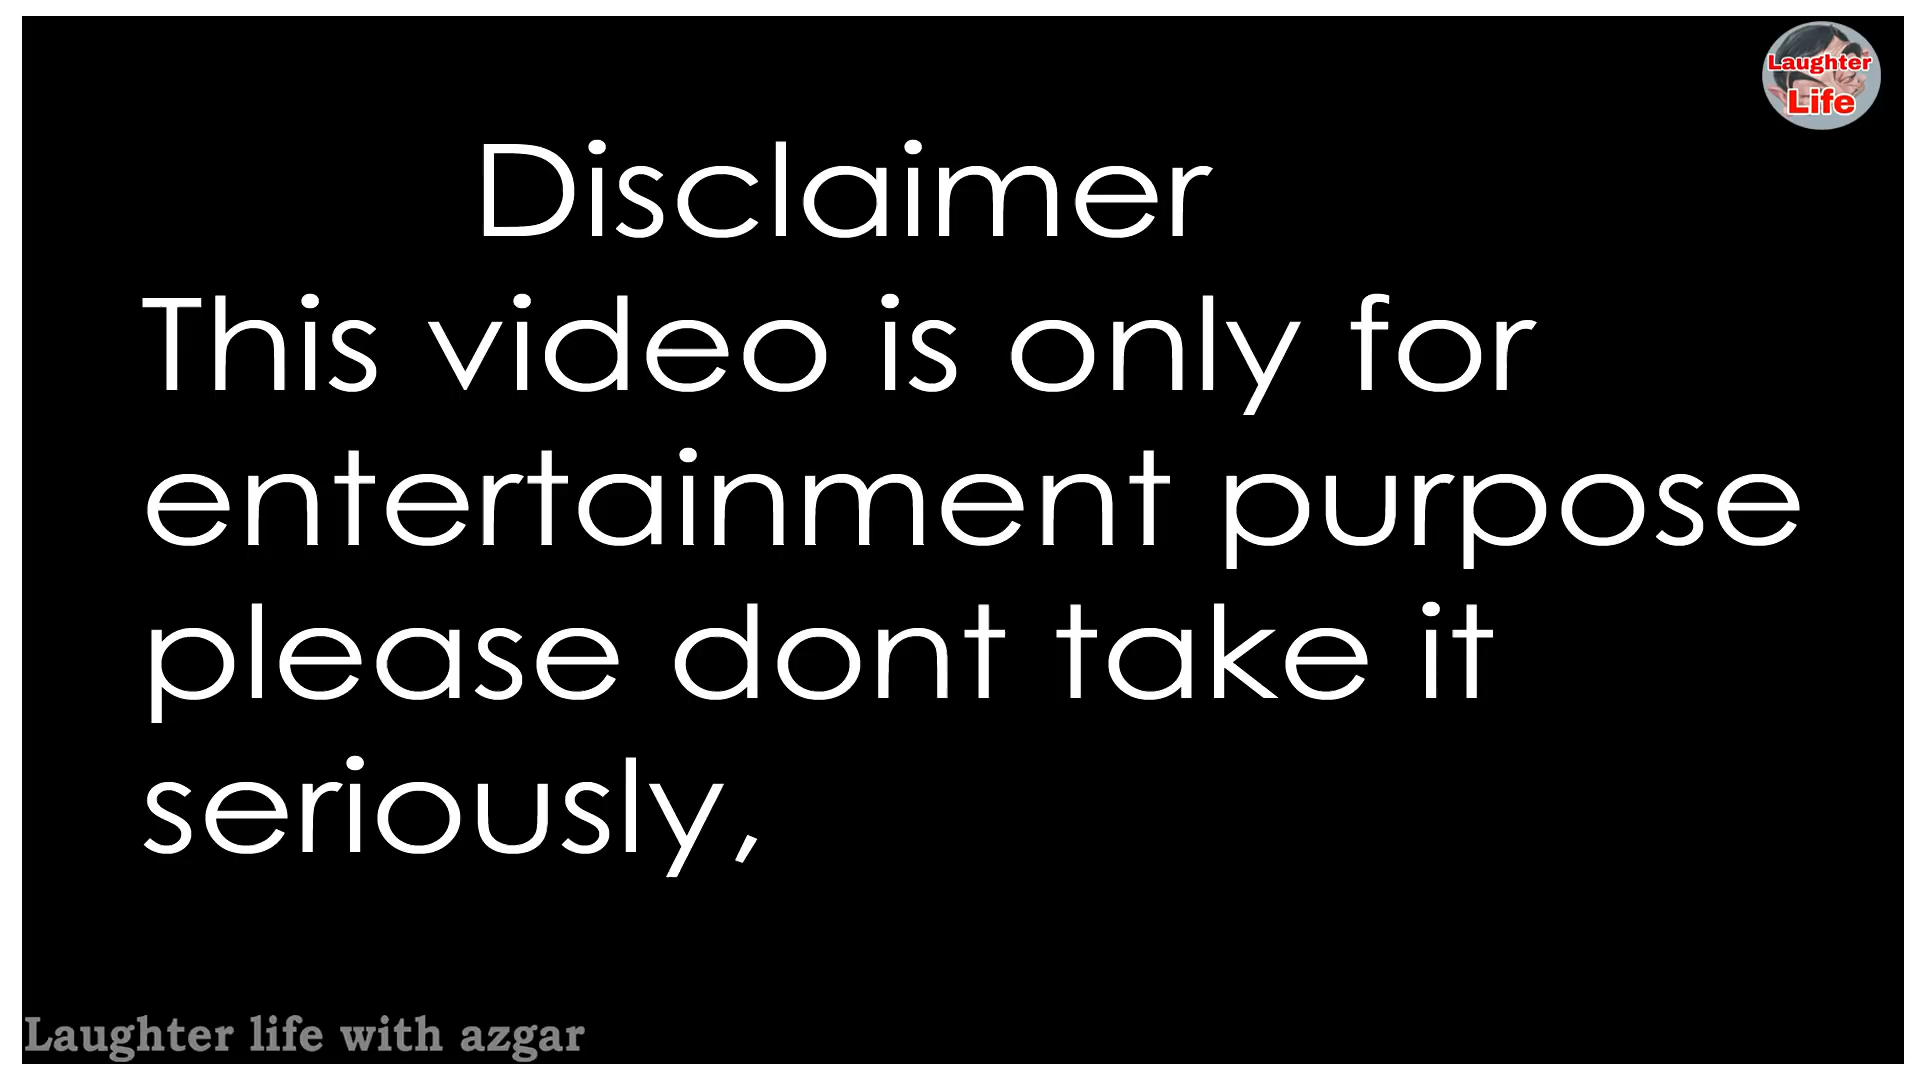 Laughter
Life
Disclaimer
This video is only for
entertainment purpose
please dont take it
seriously,
Laughter life with azgar